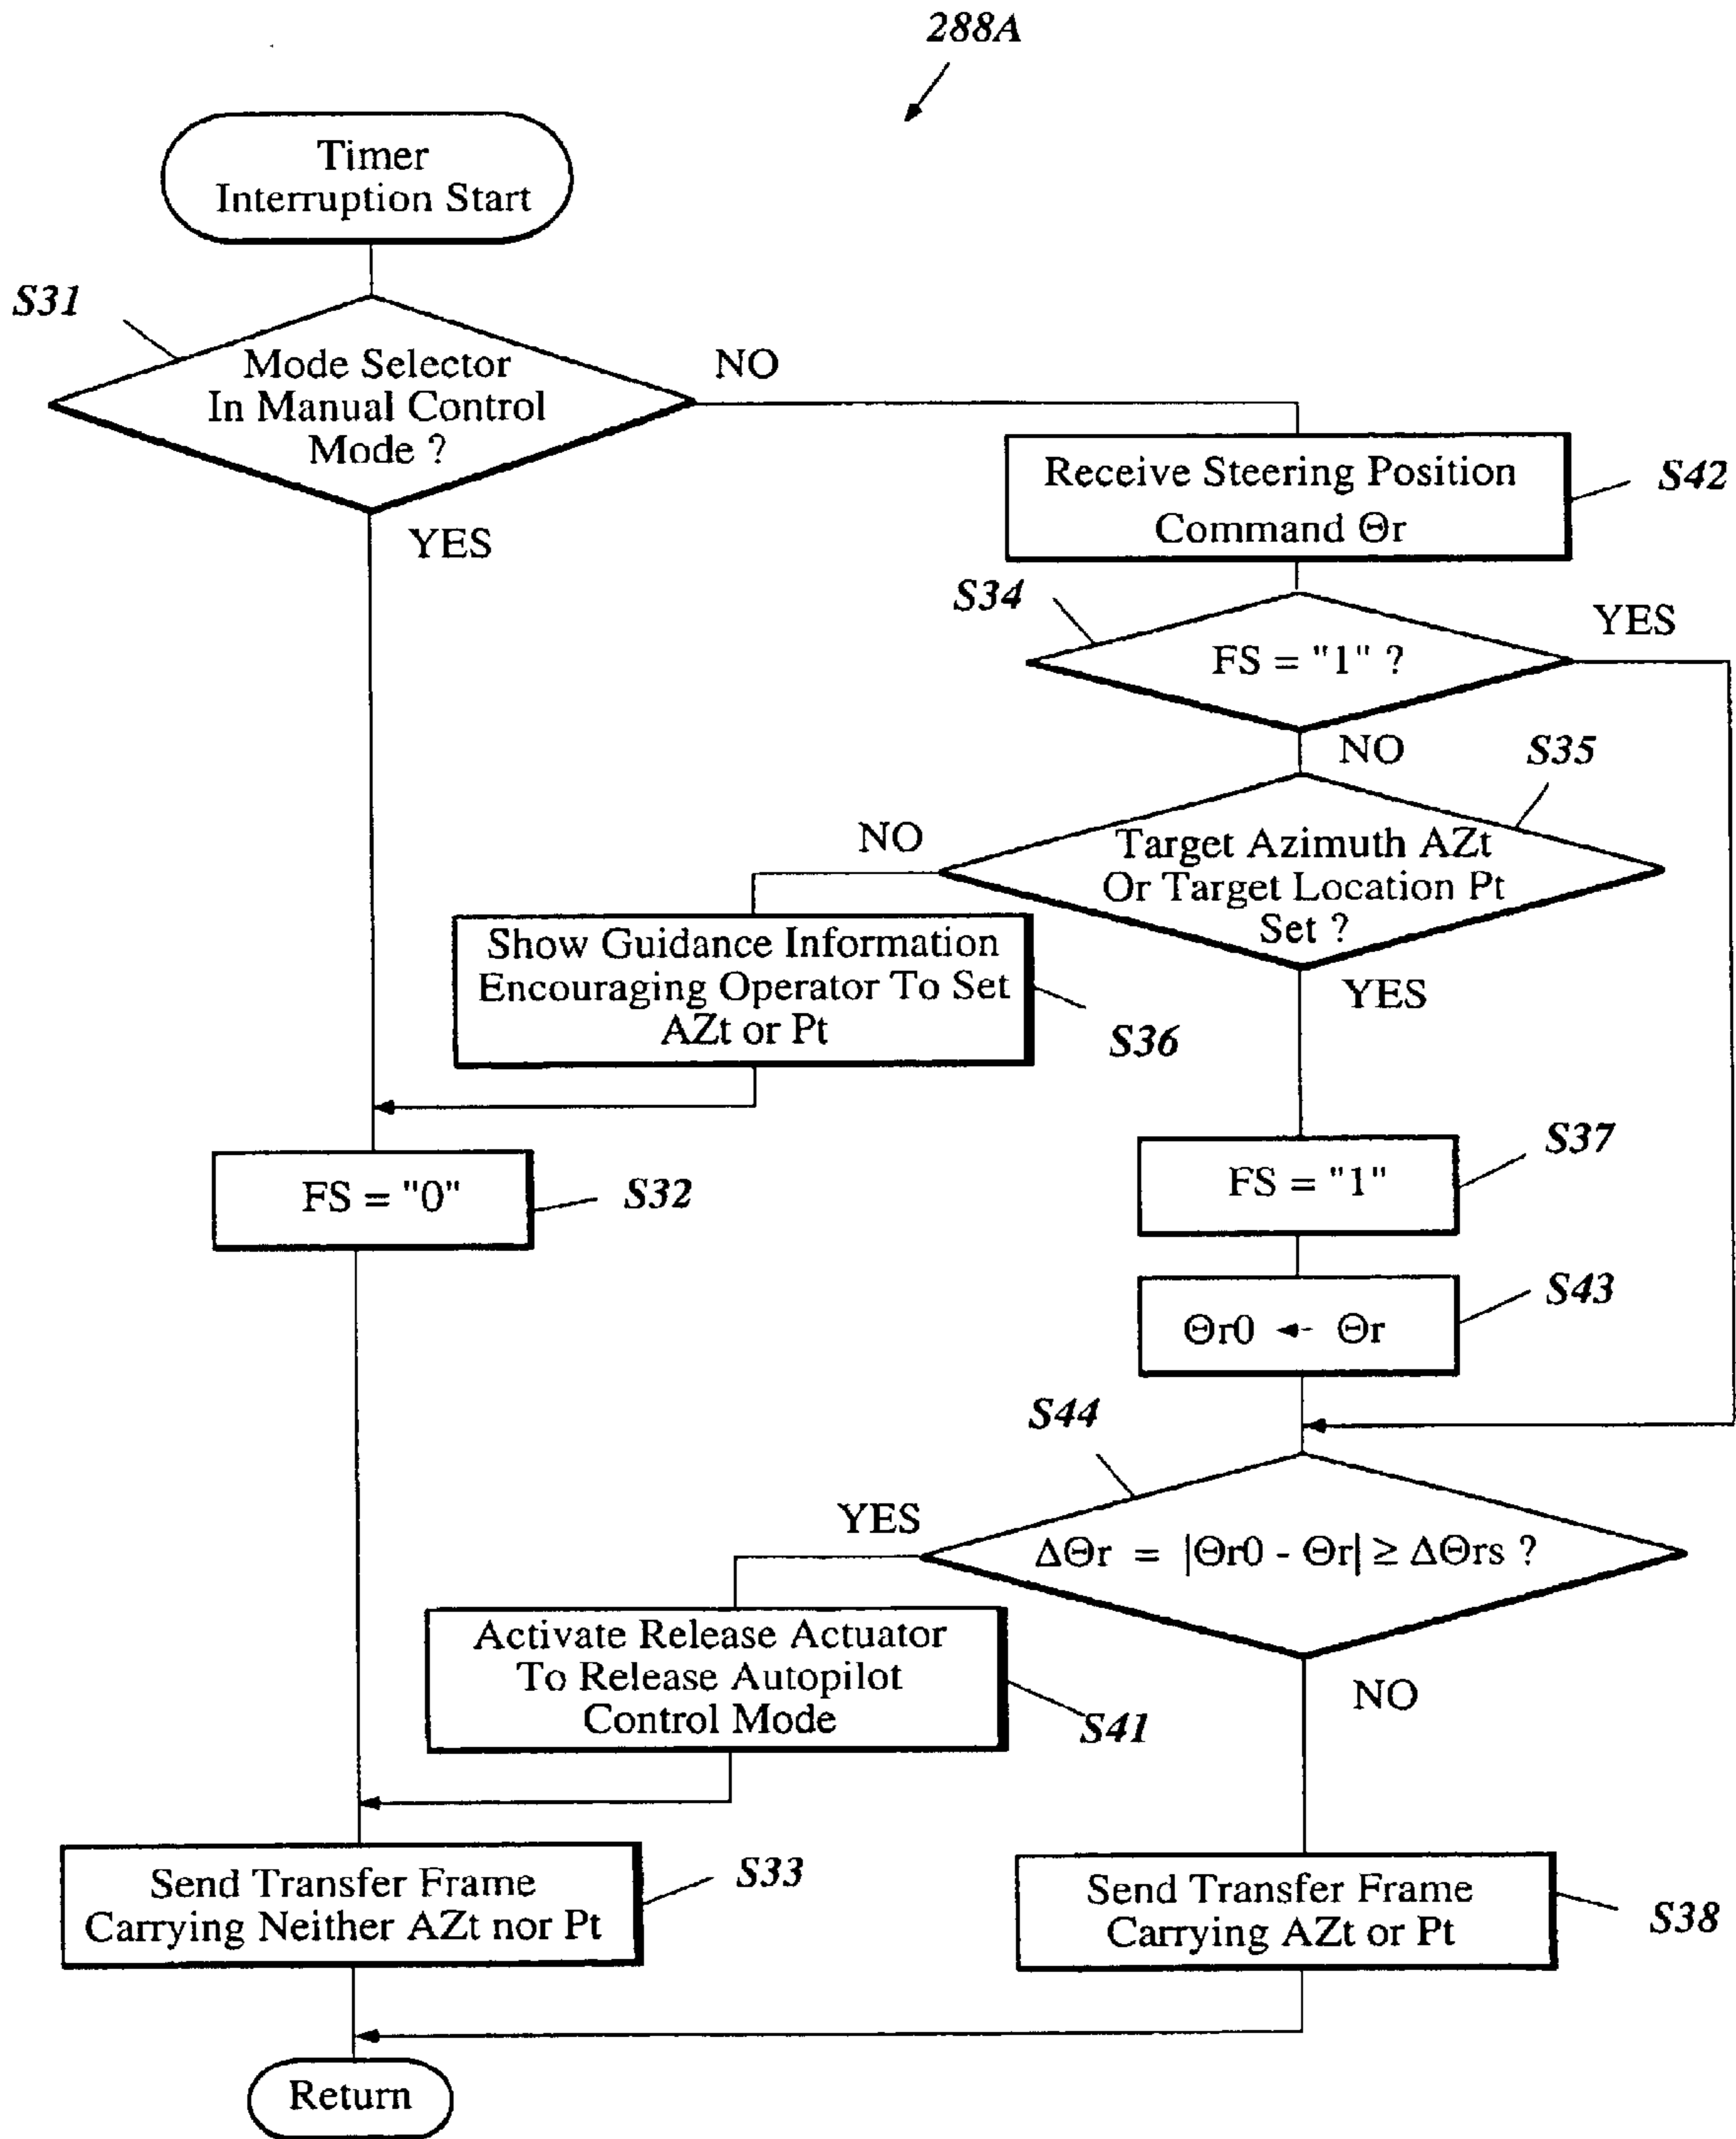 288A
Timer
Interruption Start
S31
Mode Selector
In Manual Control
Mode ?
NO
YES
Receive Steering Position
Command Θr
S42
S34
FS = "1" ?
YES
NO
S35
Target Azimuth AZt
Or Target Location Pt
Set ?
NO
YES
Show Guidance Information
Encouraging Operator To Set
AZt or Pt
S36
FS = "0"
S32
FS = "1"
S37
Θr0 ← Θr
S43
S44
ΔΘr = |Θr0 - Θr| ≥ ΔΘrs ?
YES
NO
Activate Release Actuator
To Release Autopilot
Control Mode
S41
Send Transfer Frame
Carrying Neither AZt nor Pt
S33
Send Transfer Frame
Carrying AZt or Pt
S38
Return